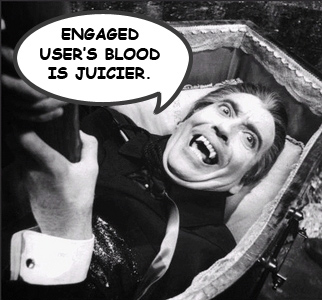 ENGAGED
USER'S BLOOD
IS JUICIER.